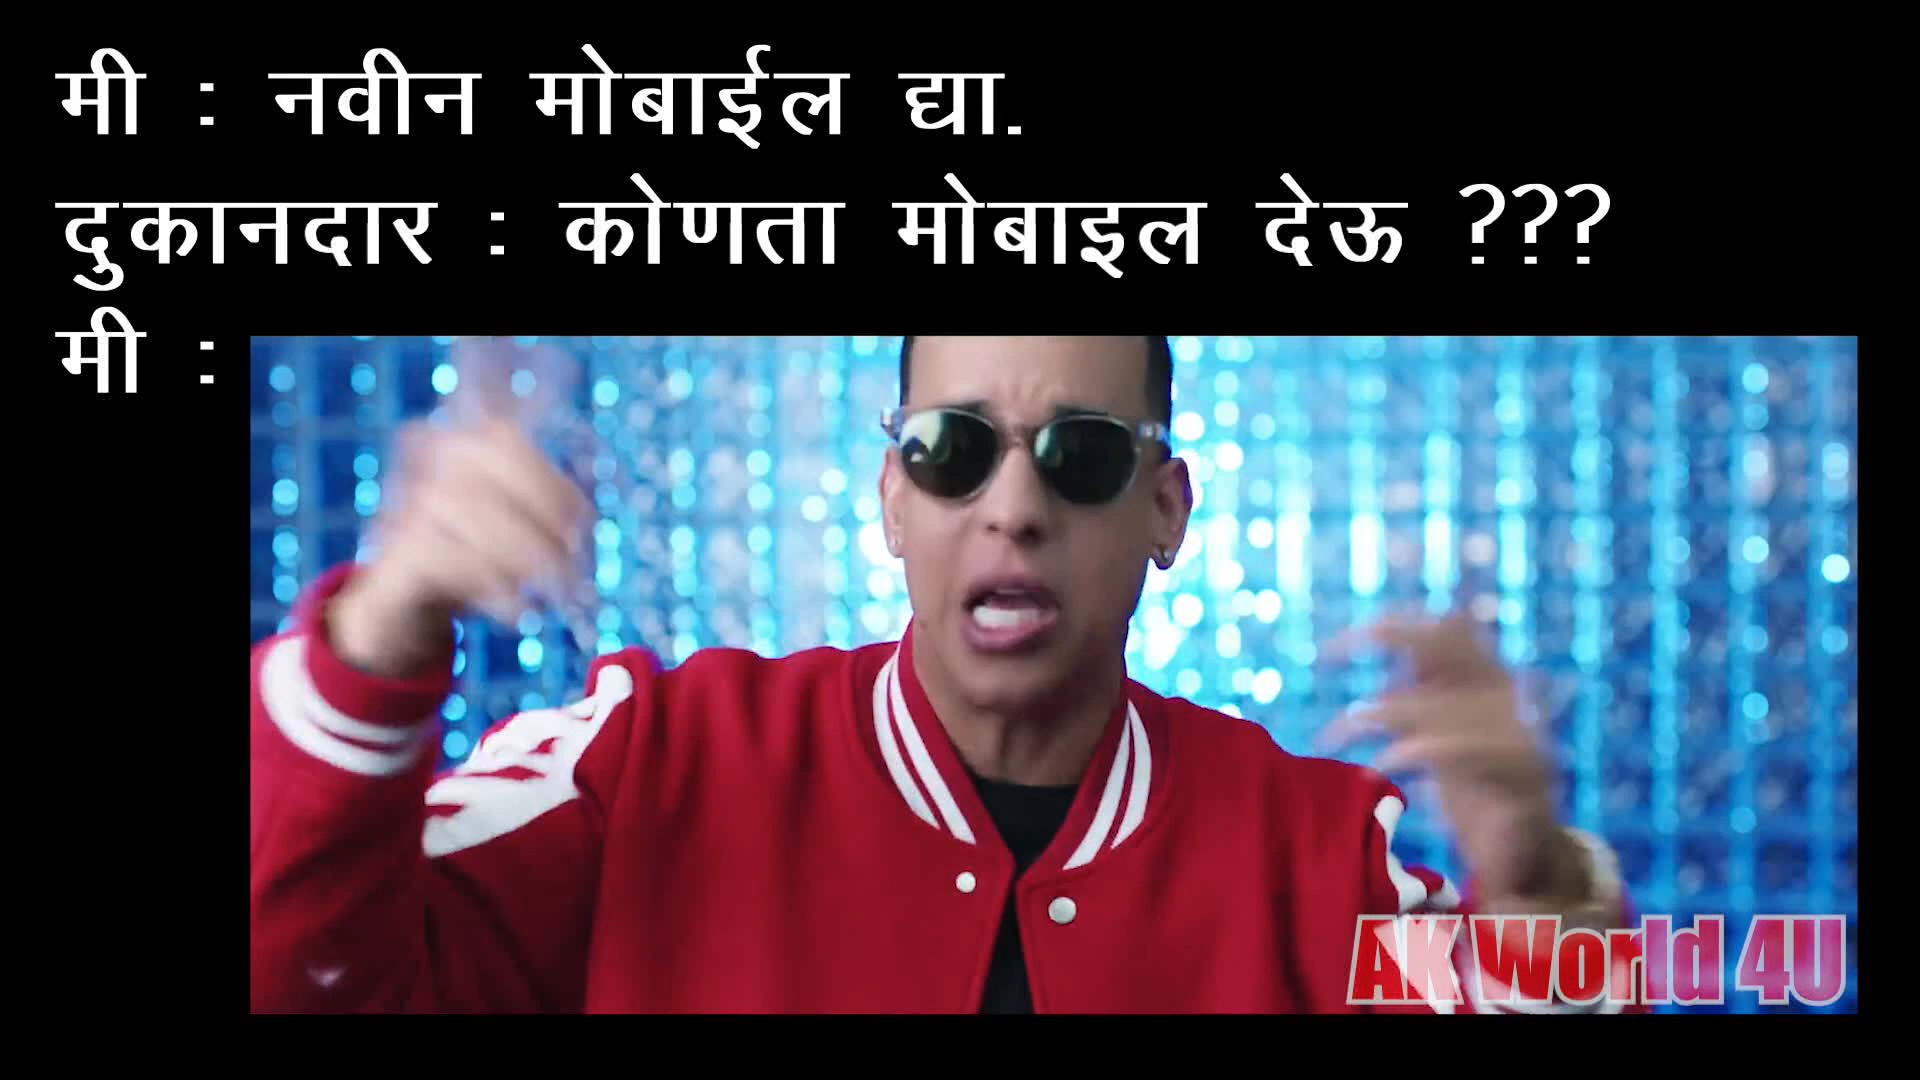 मी : नवीन मोबाईल द्या.
दुकानदार : कोणता मोबाइल देऊ ???
मी :
AK World 4U